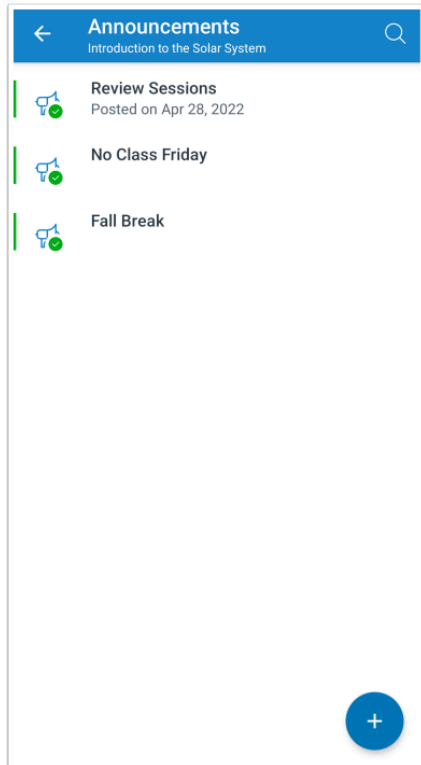 Announcements
Introduction to the Solar System
Review Sessions
Posted on Apr 28, 2022
No Class Friday
Fall Break